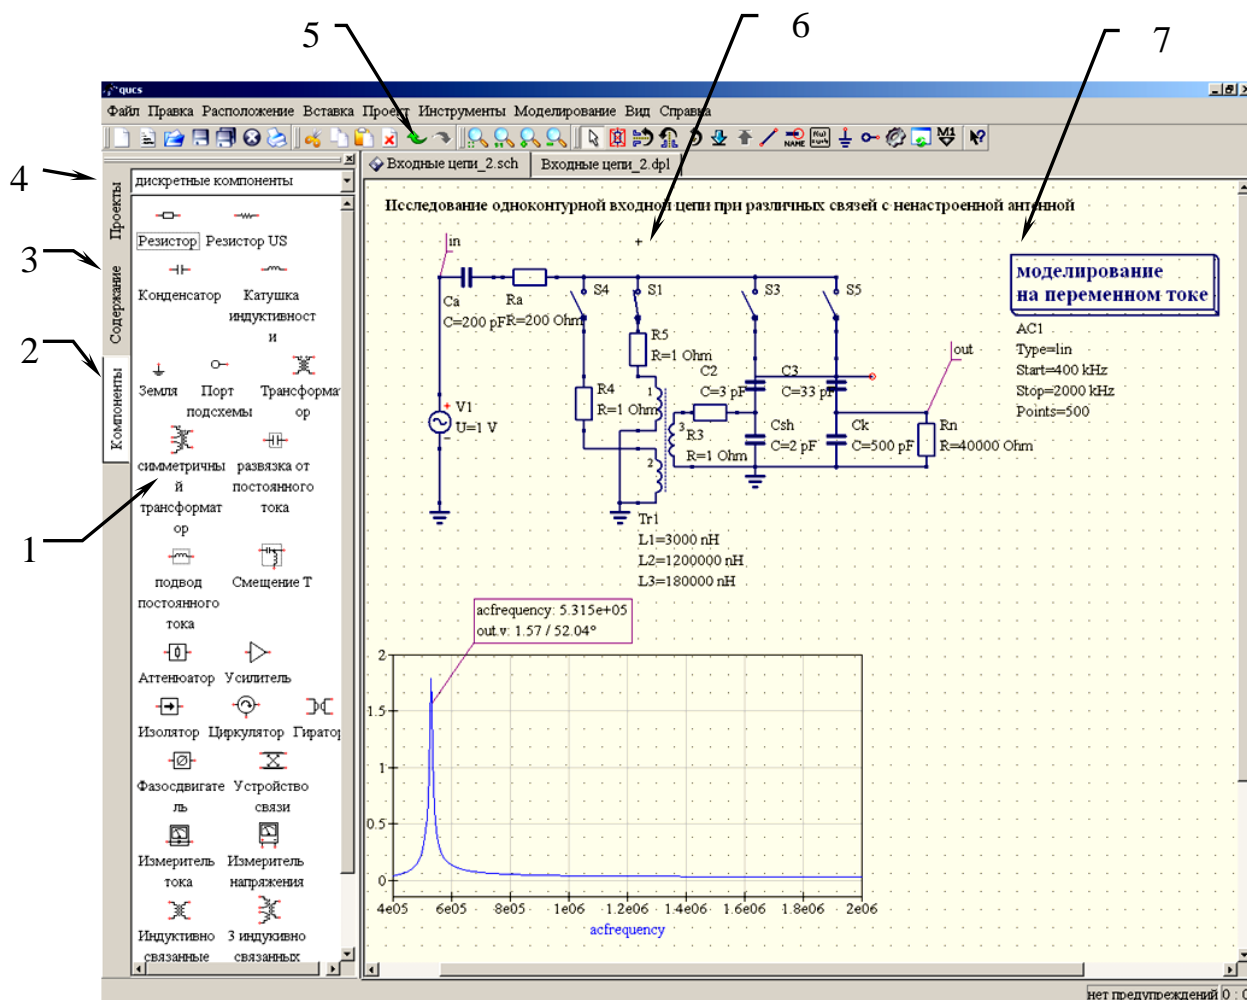 5
6
7
qucs
Файл Правка Расположение Вставка Проект Инструменты Моделирование Вид Справка
NAME
4
Проекты
дискретные компоненты
Входные цепи_2.sch
Входные цепи_2.dpl
Исследование одноконтурной входной цепи при различных связей с ненастроенной антенной
3
Содержание
2
Компоненты
1
Резистор
Резистор US
Конденсатор
Катушка
индуктивност
и
Земля
Порт
подсхемы
Трансформат
ор
симметричны
й
трансформат
ор
развязка от
постоянного
тока
подвод
постоянного
тока
Смещение Т
Аттенюатор
Усилитель
Изолятор
Циркулятор
Гиратор
Фазосдвигате
ль
Устройство
связи
Измеритель
тока
Измеритель
напряжения
Индуктивно
связанные
3 индукивно
связанных
in
Ca
C=200 pF
Ra
R=200 Ohm
S4
S1
S3
S5
R5
R=1 Ohm
R4
R=1 Ohm
C2
C=3 pF
C3
C=33 pF
out
V1
U=1 V
1
2
3
R3
R=1 Ohm
Csh
C=2 pF
Ck
C=500 pF
Rn
R=40000 Ohm
Tr1
L1=3000 nH
L2=1200000 nH
L3=180000 nH
моделирование
на переменном токе
AC1
Type=lin
Start=400 kHz
Stop=2000 kHz
Points=500
acfrequency: 5.315e+05
out.v: 1.57 / 52.04°
2
1.5
1
0.5
0
4e05 6e05 8e05 1e06 1.2e06 1.4e06 1.6e06 1.8e06 2e06
acfrequency
нет предупреждений 0 : 0